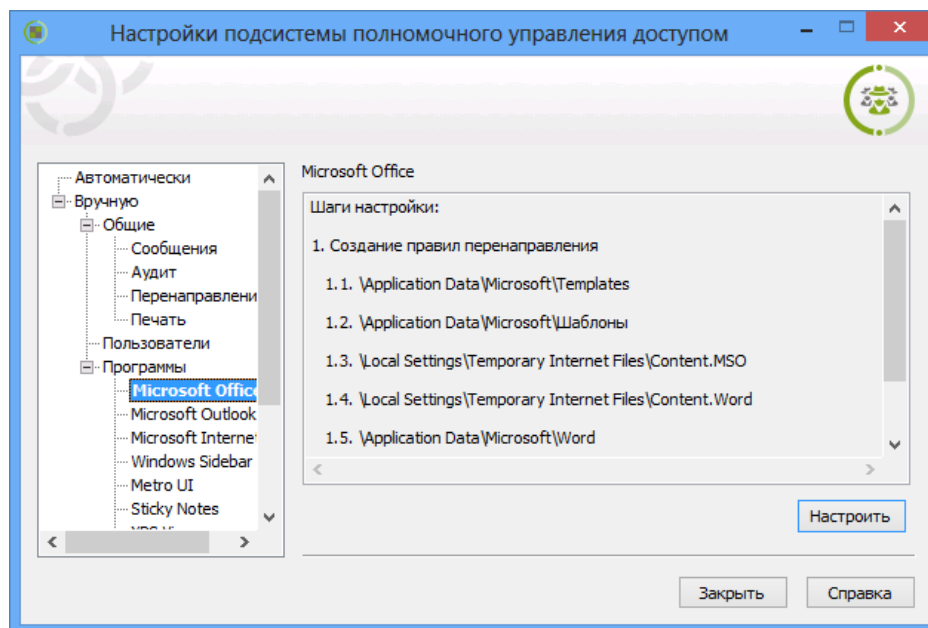 Настройки подсистемы полномочного управления доступом
Автоматически
Вручную
Общие
Сообщения
Аудит
Перенаправлени
Печать
Пользователи
Программы
Microsoft Office
Microsoft Outlook
Microsoft Interne
Windows Sidebar
Metro UI
Sticky Notes
Microsoft Office
Шаги настройки:
1. Создание правил перенаправления
1.1. \Application Data\Microsoft\Templates
1.2. \Application Data\Microsoft\Шаблоны
1.3. \Local Settings\Temporary Internet Files\Content.MSO
1.4. \Local Settings\Temporary Internet Files\Content.Word
1.5. \Application Data\Microsoft\Word
Настроить
Закрыть
Справка